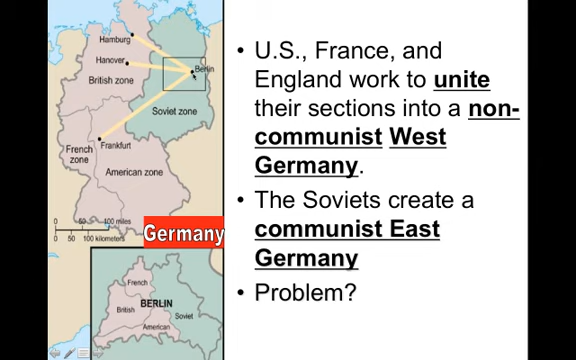 Hamburg
Hanover
Berlin
British zone
Soviet zone
Frankfurt
French
zone
American zone
0 50 100 miles
0 50 100 kilometers
Germany
French
BERLIN
British
Soviet
American
• U.S., France, and
England work to unite
their sections into a non-
communist West
Germany.
• The Soviets create a
communist East
Germany
• Problem?